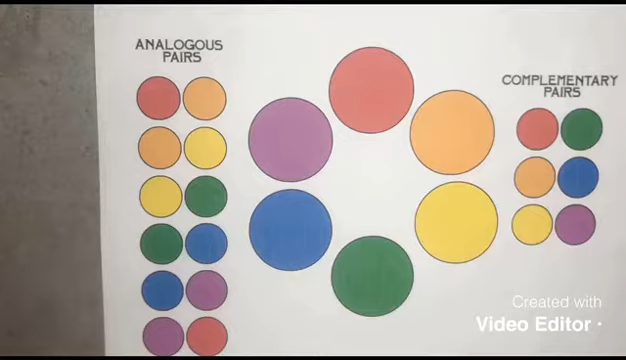 ANALOGOUS
PAIRS
COMPLEMENTARY
PAIRS
Created with
Video Editor